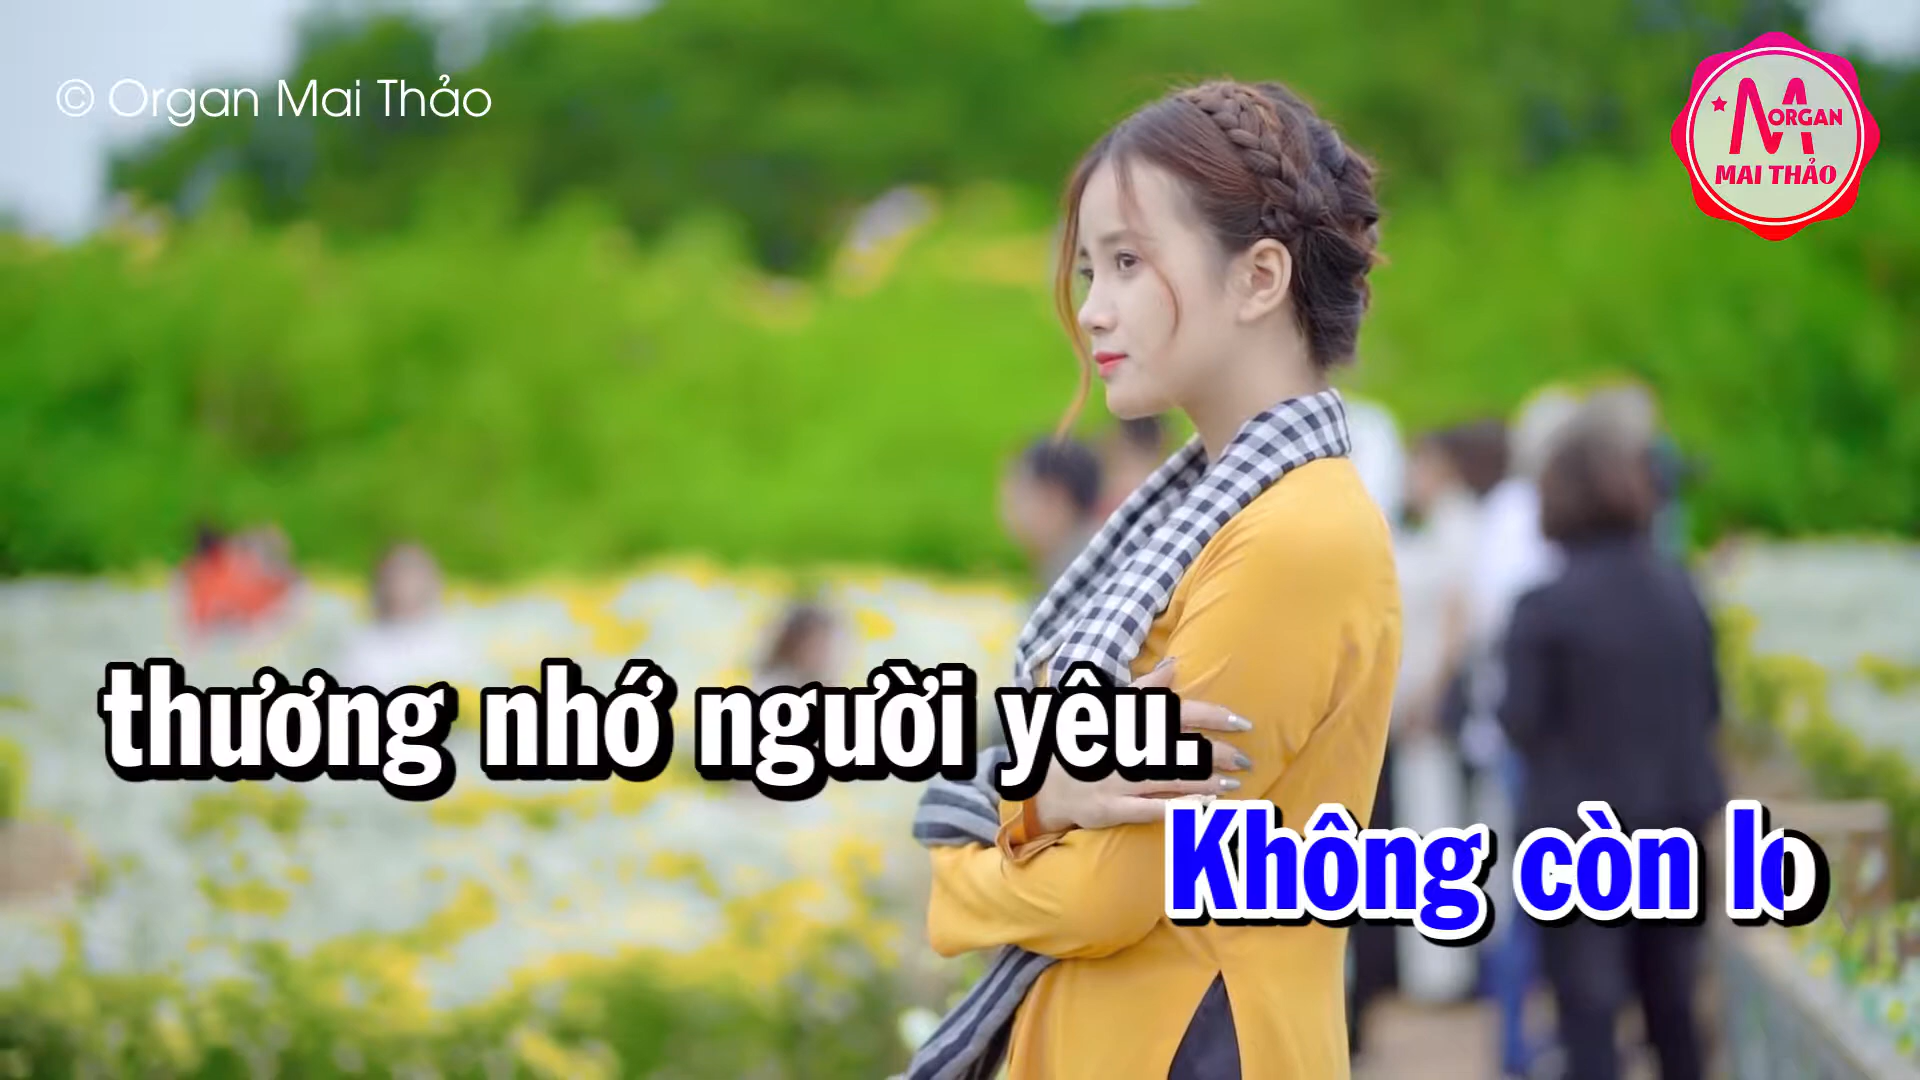 © Organ Mai Thảo
M ORGAN
MAI THẢO
thương nhớ người yêu.
Không còn lo